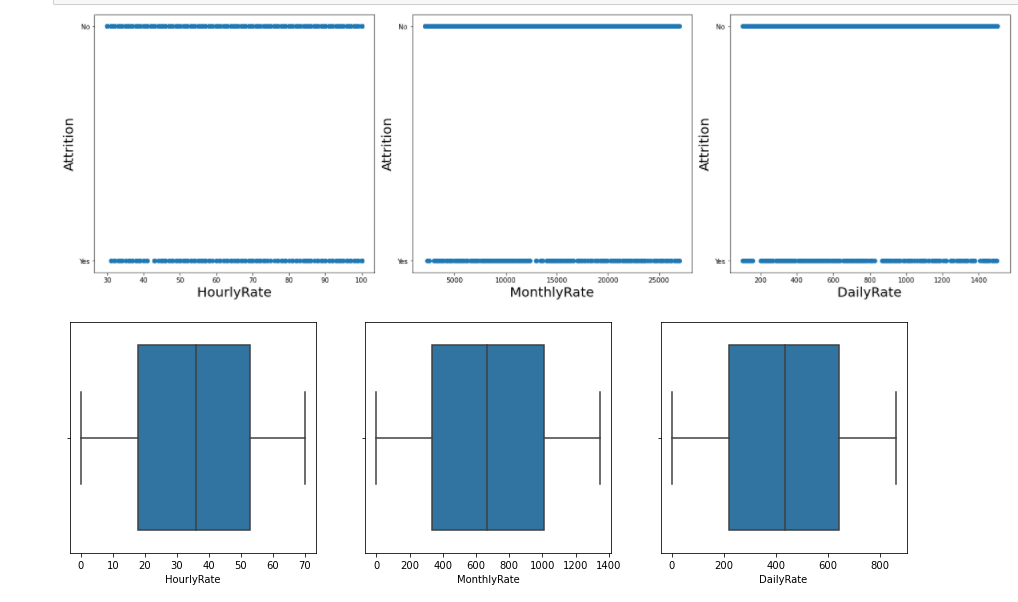 No
No
No
Attrition
Attrition
Attrition
Yes
Yes
Yes
30 40 50 60 70 80 90 100
5000 10000 15000 20000 25000
200 400 600 800 1000 1200 1400
HourlyRate
MonthlyRate
DailyRate
0 10 20 30 40 50 60 70
0 200 400 600 800 1000 1200 1400
0 200 400 600 800
HourlyRate
MonthlyRate
DailyRate